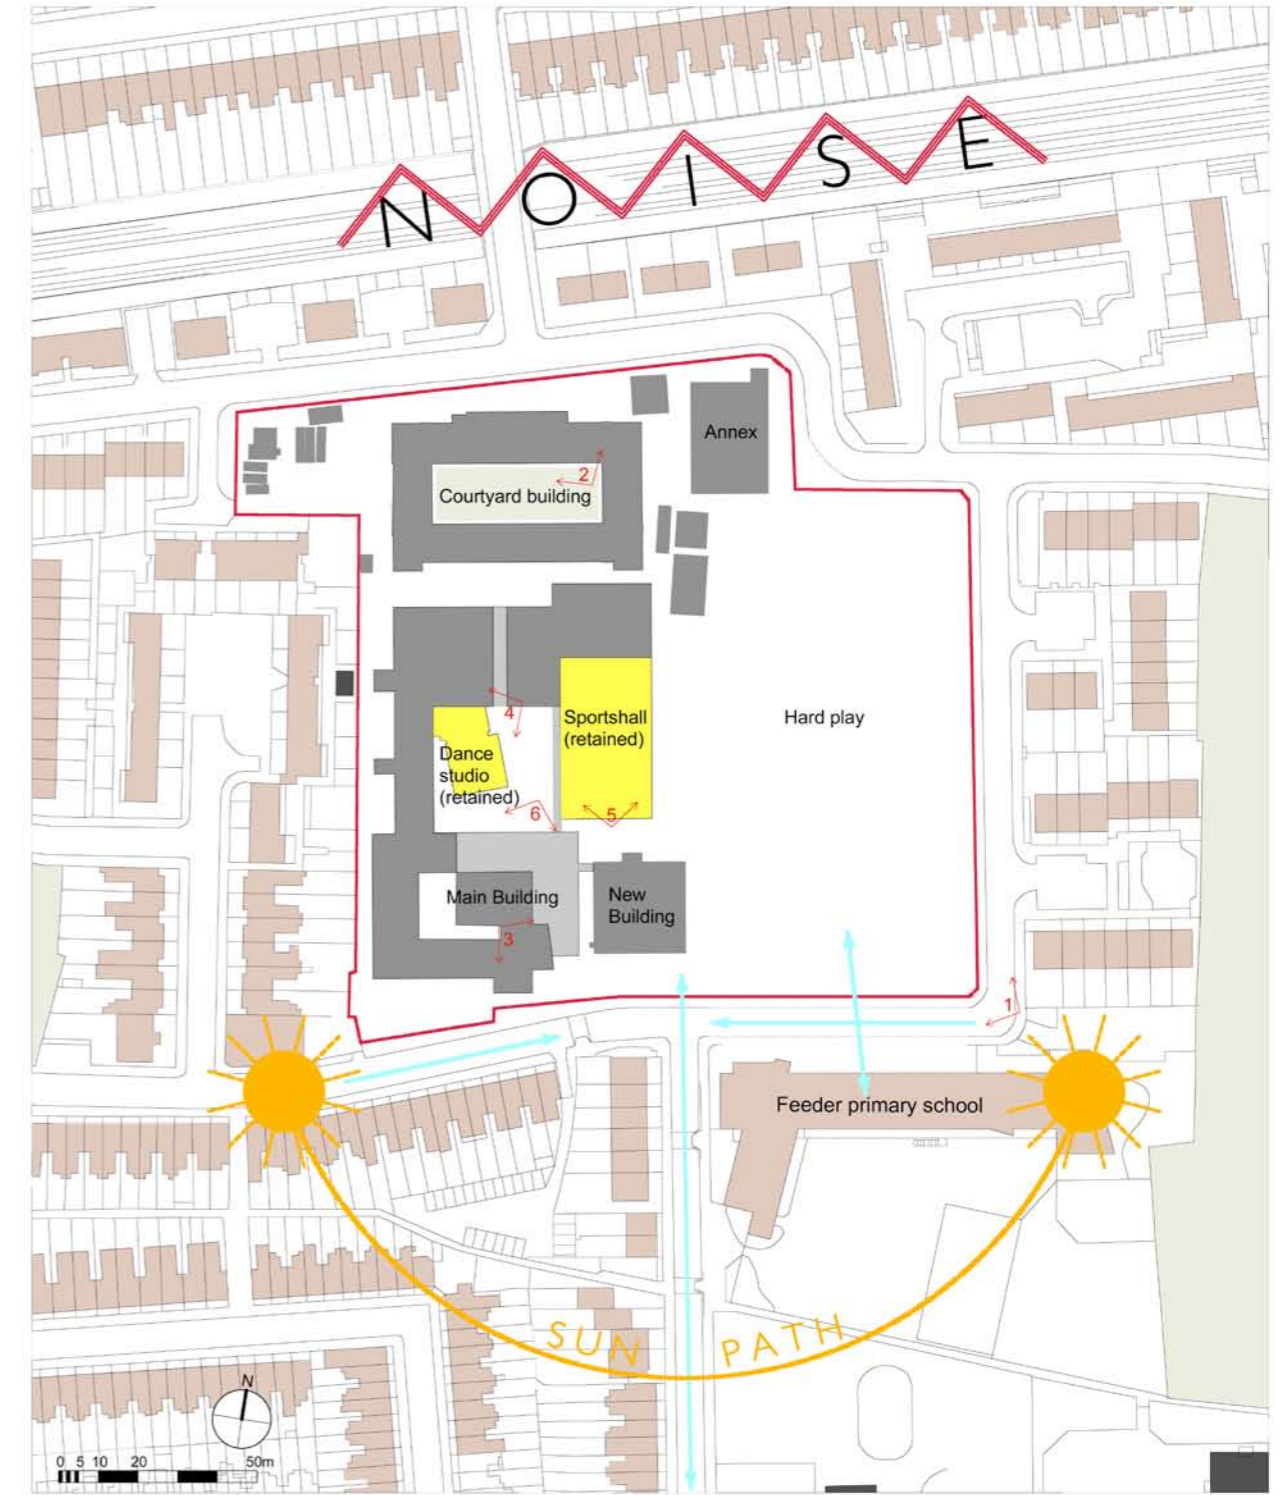 N O I S E
Annex
2
Courtyard building
Sportshall
(retained)
Hard play
4
Dance
studio
(retained)
6
5
Main Building
New
Building
3
1
Feeder primary school
SUN PATH
N
0 5 10 20 50m